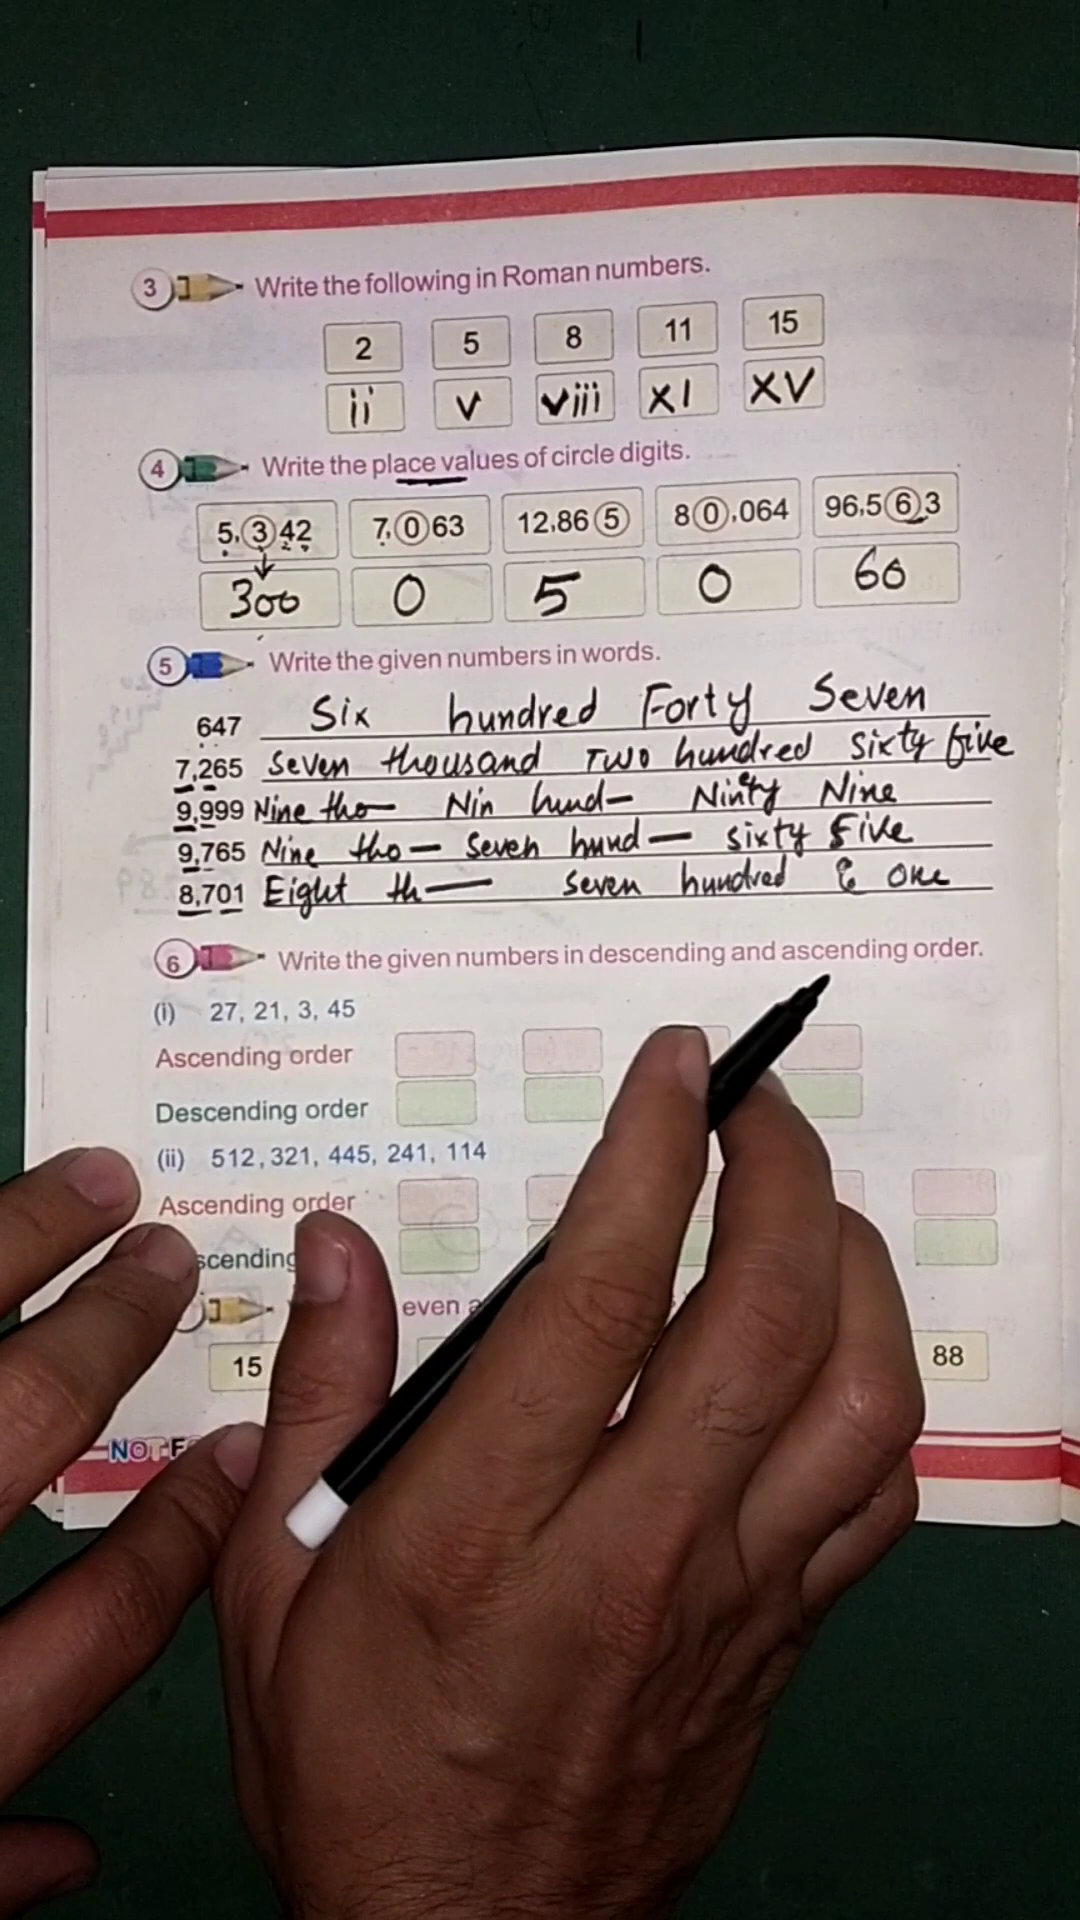 3 Write the following in Roman numbers.
2 5 8 11 15
ii V viii XI XV
4 Write the place values of circle digits.
5,342 7,063 12,865 80,064 96,563
300 0 5 0 60
5 Write the given numbers in words.
647 Six hundred Forty Seven
7,265 Seven thousand Two hundred sixty five
9,999 Nine tho— Nin hund— Ninety Nine
9,765 Nine tho— Seven hund— sixty Five
8,701 Eight th— seven hundred & one
6 Write the given numbers in descending and ascending order.
(i) 27, 21, 3, 45
Ascending order
Descending order
(ii) 512, 321, 445, 241, 114
Ascending order
scending
even
15 88
NOT F